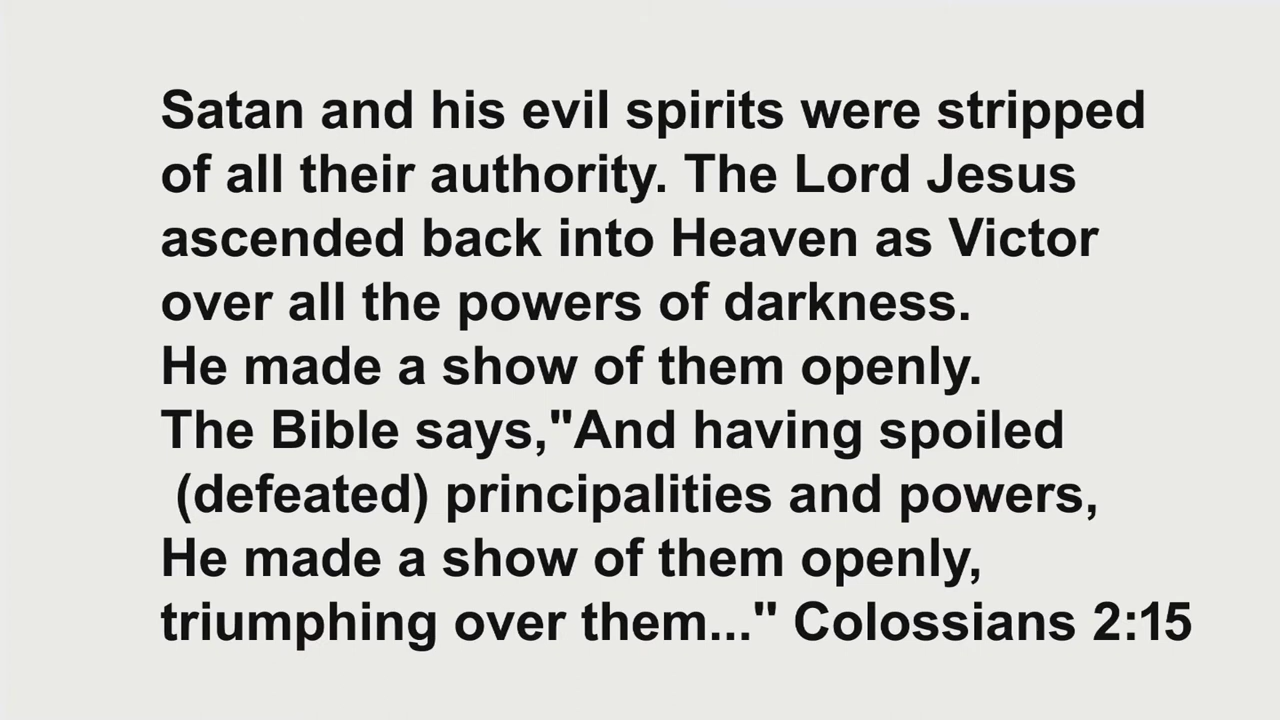 Satan and his evil spirits were stripped
of all their authority. The Lord Jesus
ascended back into Heaven as Victor
over all the powers of darkness.
He made a show of them openly.
The Bible says,"And having spoiled
(defeated) principalities and powers,
He made a show of them openly,
triumphing over them..." Colossians 2:15